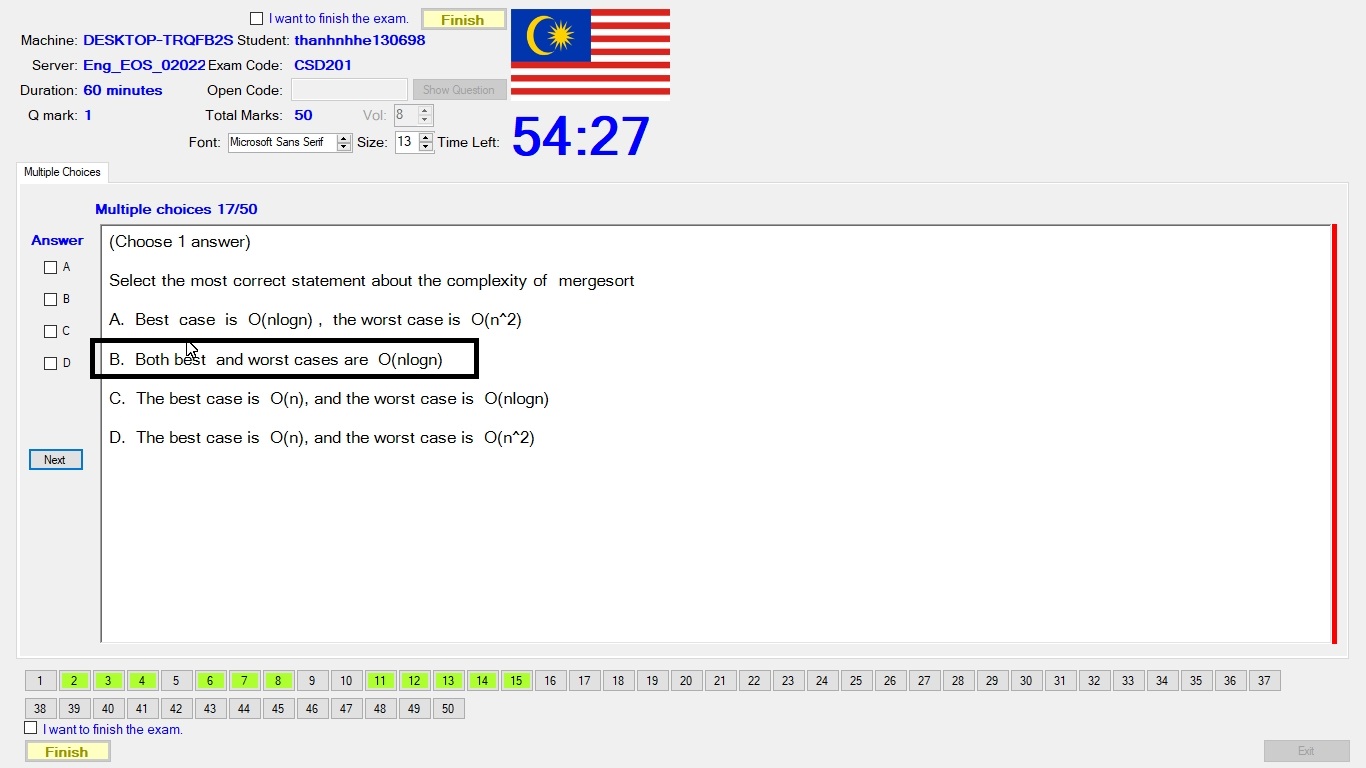 I want to finish the exam. Finish
Machine: DESKTOP-TRQFB2S Student: thanhnhhe130698
Server: Eng_EOS_02022 Exam Code: CSD201
Duration: 60 minutes Open Code: Show Question
Q mark: 1 Total Marks: 50 Vol: 8
Font: Microsoft Sans Serif Size: 13 Time Left: 54:27
Multiple Choices
Multiple choices 17/50
Answer
(Choose 1 answer)
A
Select the most correct statement about the complexity of mergesort
B
A. Best case is O(nlogn) , the worst case is O(n^2)
C
B. Both best and worst cases are O(nlogn)
D
C. The best case is O(n), and the worst case is O(nlogn)
D. The best case is O(n), and the worst case is O(n^2)
Next
1 2 3 4 5 6 7 8 9 10 11 12 13 14 15 16 17 18 19 20 21 22 23 24 25 26 27 28 29 30 31 32 33 34 35 36 37
38 39 40 41 42 43 44 45 46 47 48 49 50
I want to finish the exam.
Finish Exit